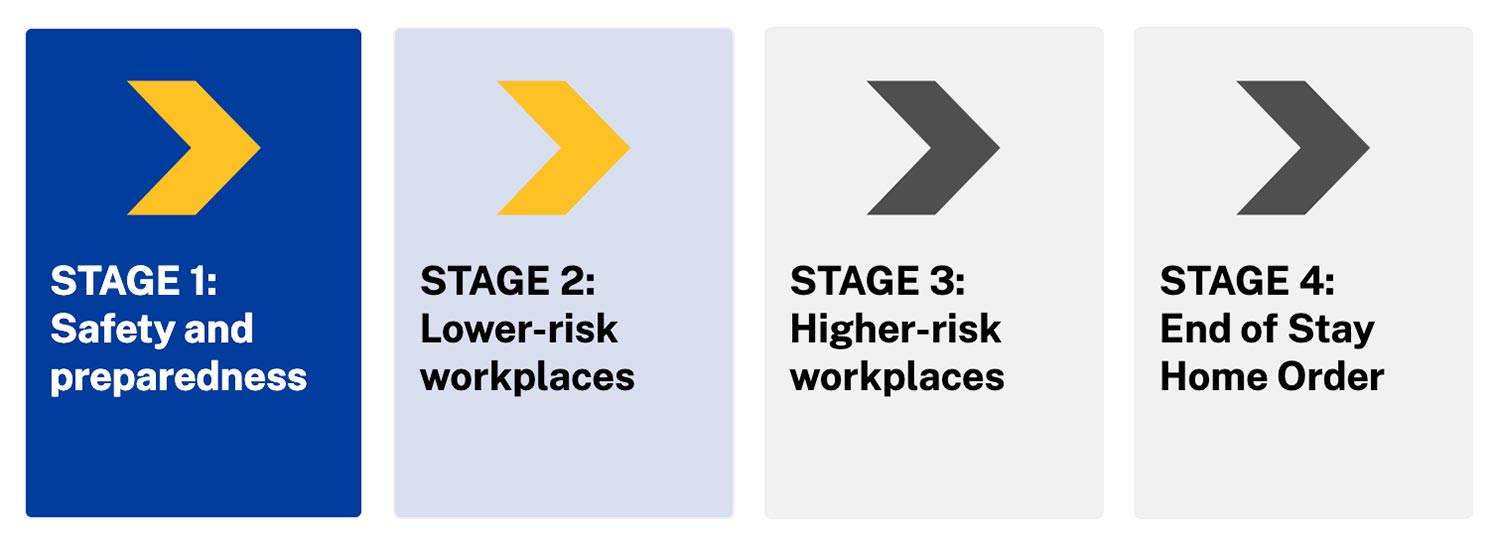 STAGE 1:
Safety and
preparedness
STAGE 2:
Lower-risk
workplaces
STAGE 3:
Higher-risk
workplaces
STAGE 4:
End of Stay
Home Order